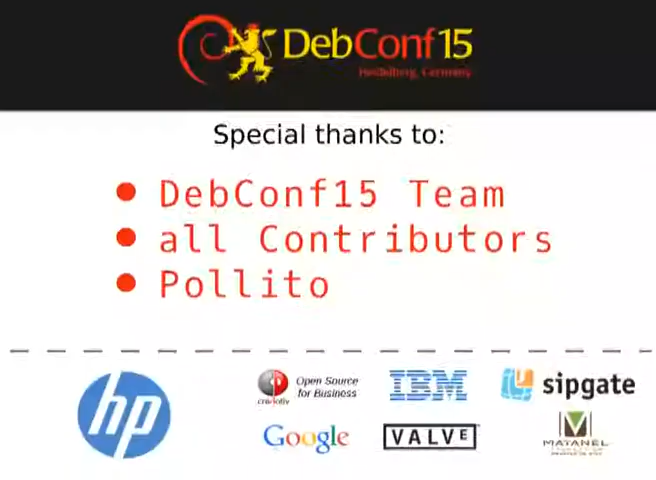 DebConf15
Heidelberg, Germany
Special thanks to:
DebConf15 Team
all Contributors
Pollito
hp
credativ
Open Source
for Business
IBM
sipgate
Google
VALVE
MATANEL